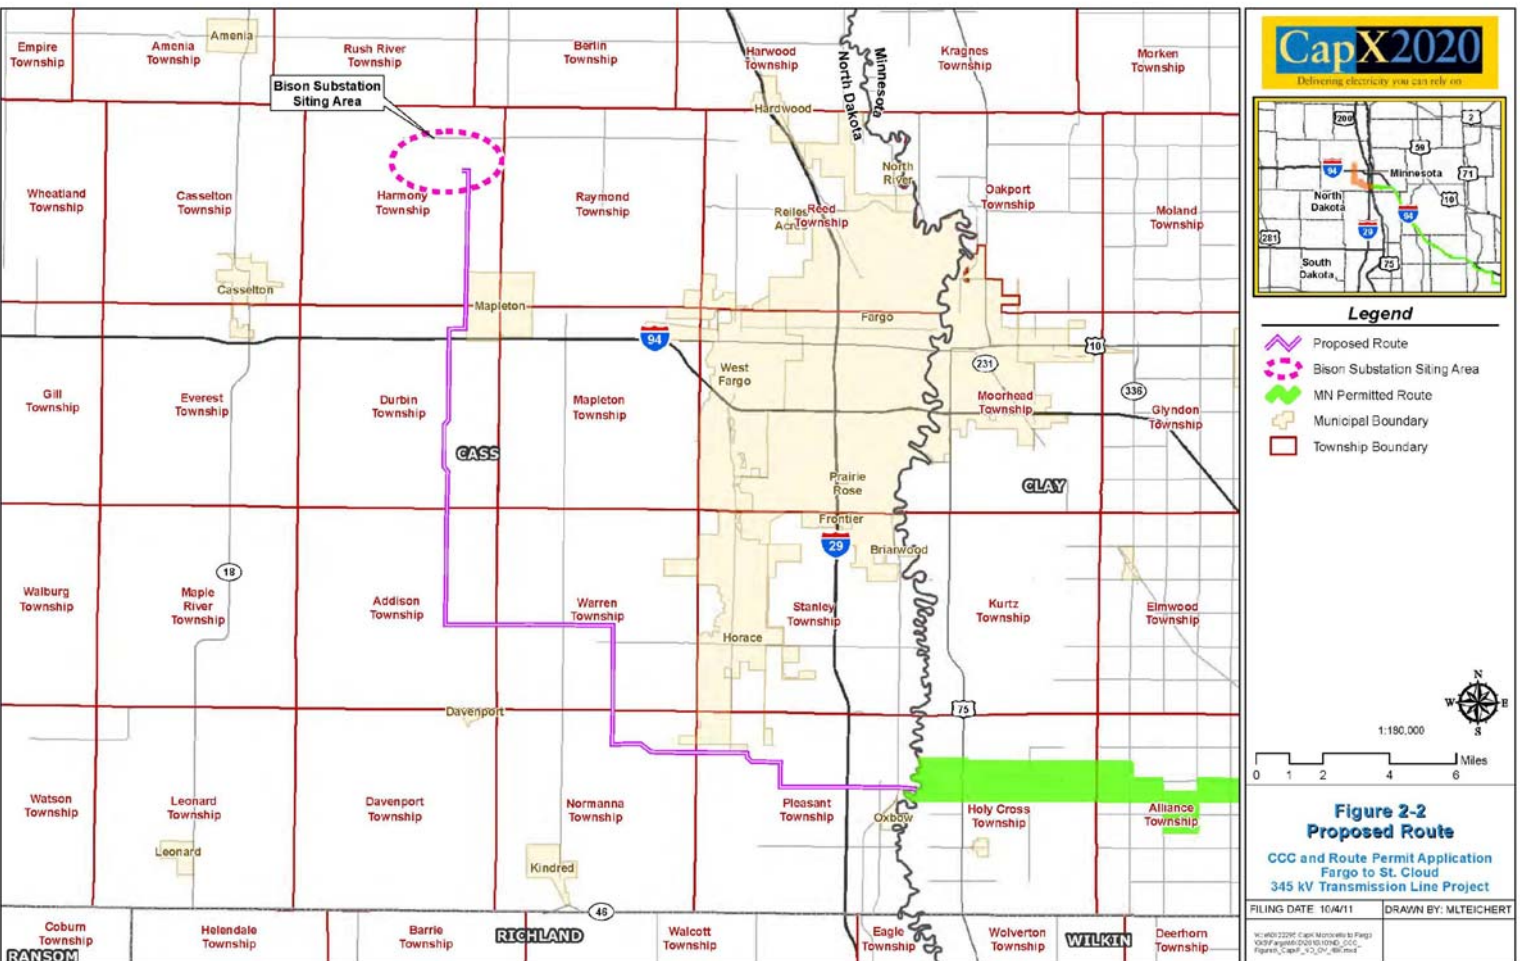 Empire
Township
Amenia
Township
Amenia
Rush River
Township
Berlin
Township
Harwood
Township
Minnesota
North Dakota
Kragnes
Township
Morken
Township
Bison Substation
Siting Area
Hardwood
North
River
Wheatland
Township
Casselton
Township
Harmony
Township
Raymond
Township
Reiles
Acres
Reed
Township
Oakport
Township
Moland
Township
Casselton
Mapleton
Fargo
94
10
231
336
West
Fargo
Gill
Township
Everest
Township
Durbin
Township
Mapleton
Township
Moorhead
Township
Glyndon
Township
CASS
CLAY
Prairie
Rose
Frontier
29
Briarwood
18
Walburg
Township
Maple
River
Township
Addison
Township
Warren
Township
Stanley
Township
Kurtz
Township
Elmwood
Township
Horace
Davenport
75
Watson
Township
Leonard
Township
Davenport
Township
Normanna
Township
Pleasant
Township
Oxbow
Holy Cross
Township
Alliance
Township
Leonard
Kindred
46
Coburn
Township
RANSOM
Helendale
Township
Barrie
Township
RICHLAND
Walcott
Township
Eagle
Township
Wolverton
Township
WILKIN
Deerhorn
Township
CapX2020
Delivering electricity you can rely on
200
2
59
94
Minnesota
71
North
Dakota
10
94
29
281
75
South
Dakota
Legend
Proposed Route
Bison Substation Siting Area
MN Permitted Route
Municipal Boundary
Township Boundary
N
W E
S
1:180,000
Miles
0 1 2 4 6
Figure 2-2
Proposed Route
CCC and Route Permit Application
Fargo to St. Cloud
345 kV Transmission Line Project
FILING DATE: 10/4/11
DRAWN BY: MLTEICHERT